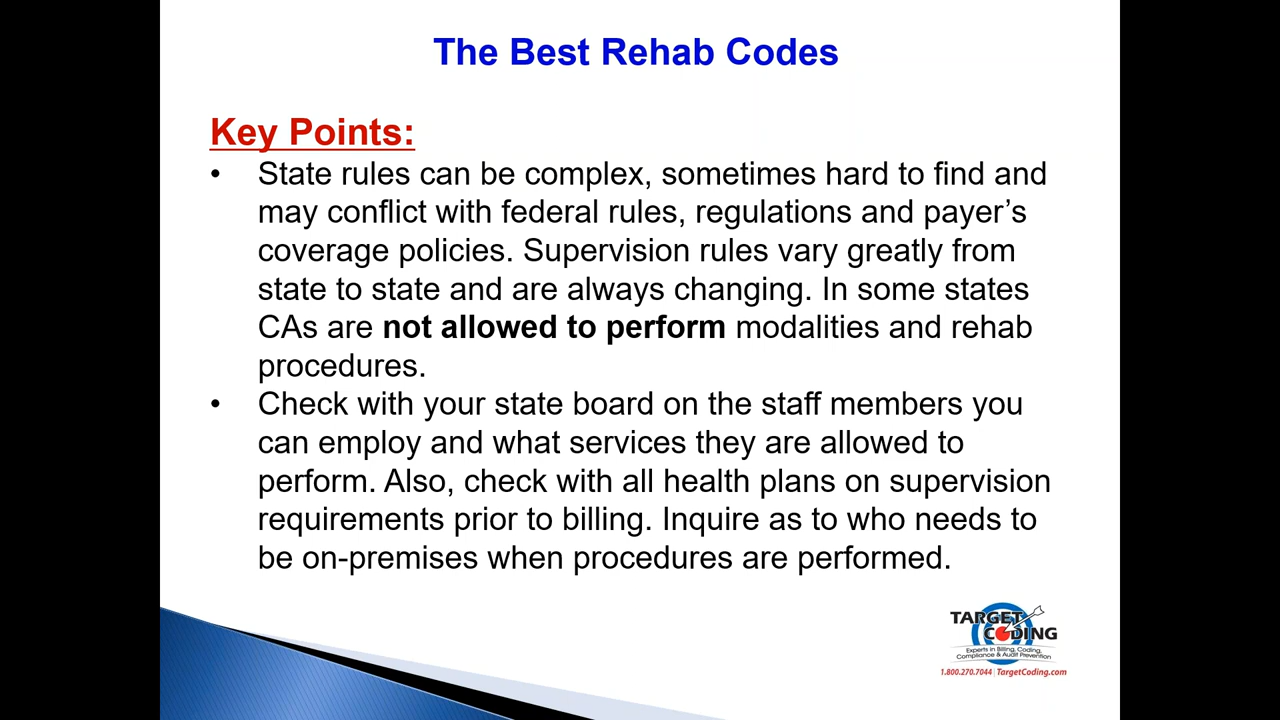 The Best Rehab Codes
Key Points:
• State rules can be complex, sometimes hard to find and
may conflict with federal rules, regulations and payer’s
coverage policies. Supervision rules vary greatly from
state to state and are always changing. In some states
CAs are not allowed to perform modalities and rehab
procedures.
• Check with your state board on the staff members you
can employ and what services they are allowed to
perform. Also, check with all health plans on supervision
requirements prior to billing. Inquire as to who needs to
be on-premises when procedures are performed.
TARGET
CODING
Experts in Billing, Coding,
Compliance & Audit Prevention
1.800.270.7044 | TargetCoding.com